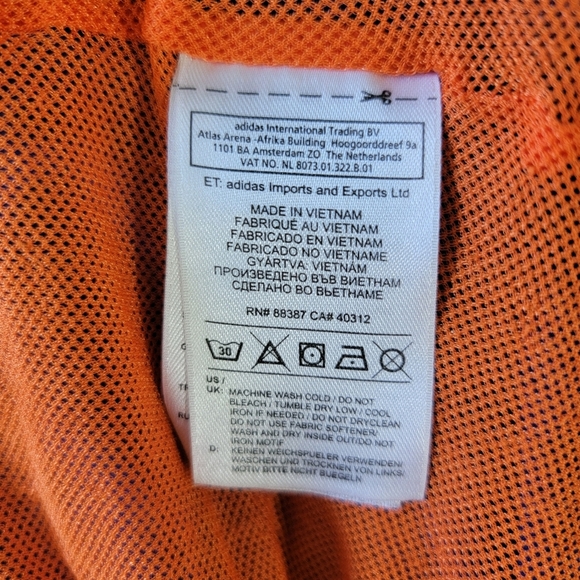 adidas International Trading BV
Atlas Arena -Afrika Building Hoogoorddreef 9a
1101 BA Amsterdam ZO The Netherlands
VAT NO. NL 8073.01.322.B.01
ET: adidas Imports and Exports Ltd
MADE IN VIETNAM
FABRIQUÉ AU VIETNAM
FABRICADO EN VIETNAM
FABRICADO NO VIETNAME
GYÁRTVA: VIETNÁM
ПРОИЗВЕДЕНО ВЪВ ВИЕТНАМ
СДЕЛАНО ВО ВЬЕТНАМЕ
RN# 88387 CA# 40312
30
US /
UK: MACHINE WASH COLD / DO NOT
BLEACH / TUMBLE DRY LOW / COOL
IRON IF NEEDED / DO NOT DRYCLEAN
DO NOT USE FABRIC SOFTENER/
WASH AND DRY INSIDE OUT/DO NOT
IRON MOTIF
D: KEINEN WEICHSPUELER VERWENDEN/
WASCHEN UND TROCKNEN VON LINKS/
MOTIV BITTE NICHT BUEGELN